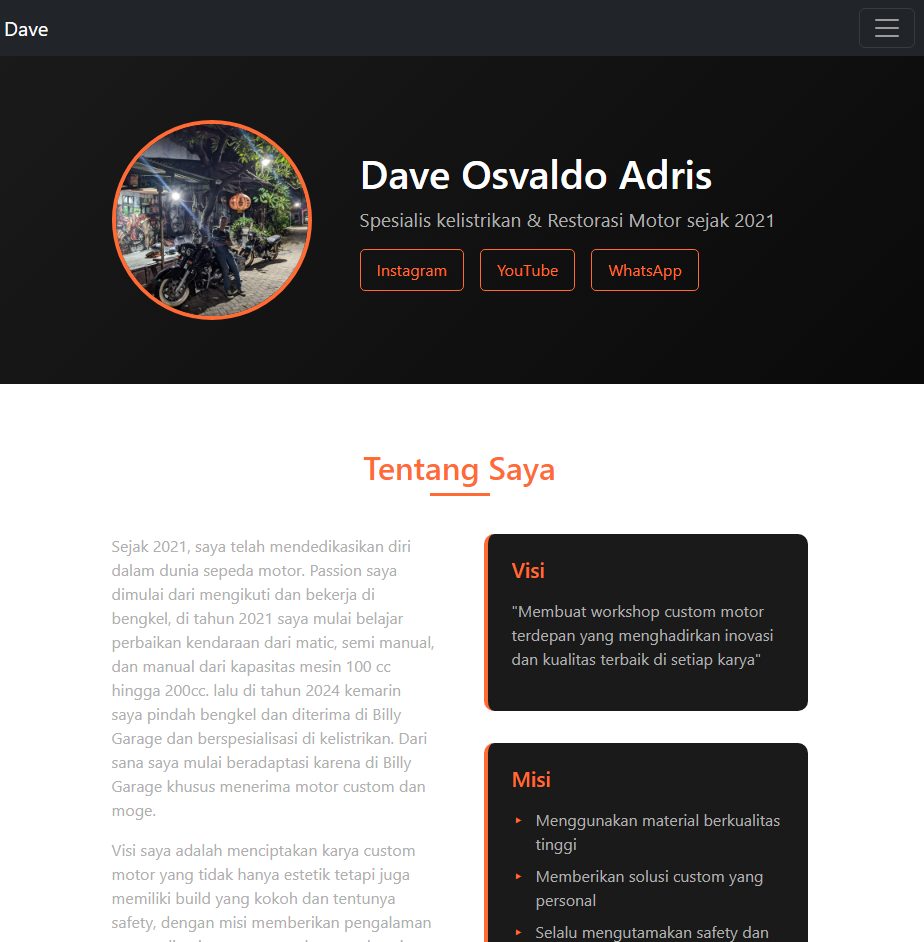 Dave
Dave Osvaldo Adris
Spesialis kelistrikan & Restorasi Motor sejak 2021
Instagram
YouTube
WhatsApp
Tentang Saya
Sejak 2021, saya telah mendedikasikan diri
dalam dunia sepeda motor. Passion saya
dimulai dari mengikuti dan bekerja di
bengkel, di tahun 2021 saya mulai belajar
perbaikan kendaraan dari matic, semi manual,
dan manual dari kapasitas mesin 100 cc
hingga 200cc. lalu di tahun 2024 kemarin
saya pindah bengkel dan diterima di Billy
Garage dan berspesialisasi di kelistrikan. Dari
sana saya mulai beradaptasi karena di Billy
Garage khusus menerima motor custom dan
moge.
Visi saya adalah menciptakan karya custom
motor yang tidak hanya estetik tetapi juga
memiliki build yang kokoh dan tentunya
safety, dengan misi memberikan pengalaman
Visi
"Membuat workshop custom motor
terdepan yang menghadirkan inovasi
dan kualitas terbaik di setiap karya"
Misi
Menggunakan material berkualitas
tinggi
Memberikan solusi custom yang
personal
Selalu mengutamakan safety dan